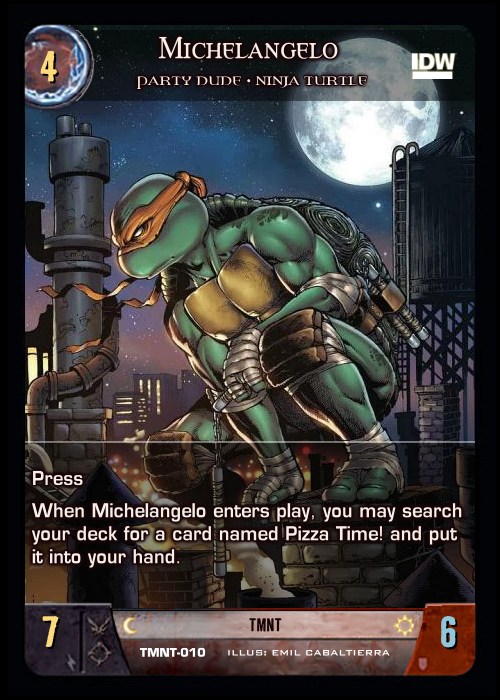 4
Michelangelo
Party Dude • Ninja Turtle
IDW
Press
When Michelangelo enters play, you may search
your deck for a card named Pizza Time! and put
it into your hand.
7
TMNT
6
TMNT-010 Illus: Emil Cabaltierra